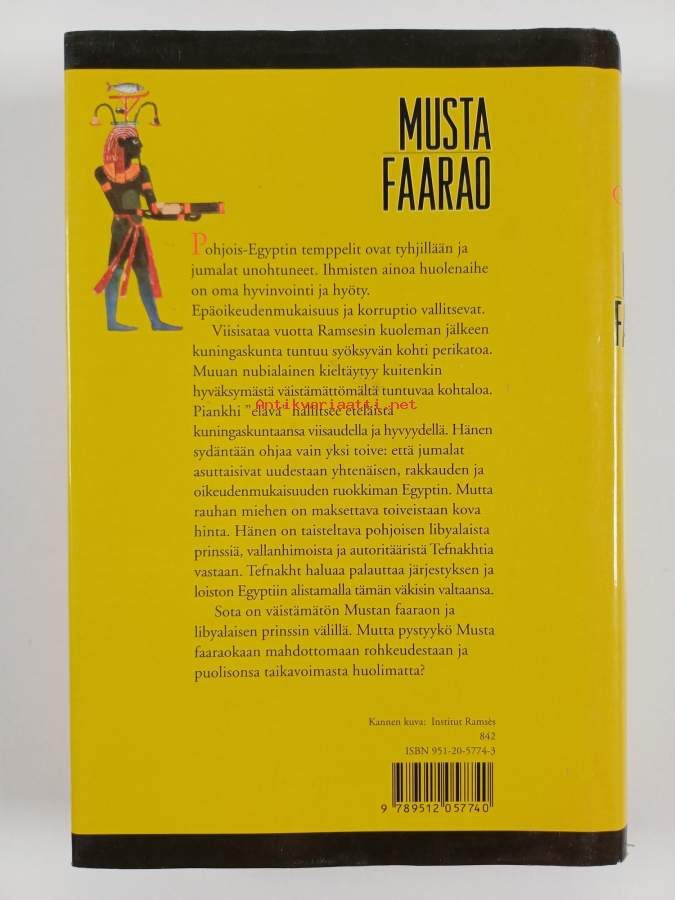 MUSTA
FAARAO
Pohjois-Egyptin temppelit ovat tyhjillään ja
jumalat unohtuneet. Ihmisten ainoa huolenaihe
on oma hyvinvointi ja hyöty.
Epäoikeudenmukaisuus ja korruptio vallitsevat.
Viisisataa vuotta Ramsesin kuoleman jälkeen
kuningaskunta tuntuu syöksyvän kohti perikatoa.
Muuan nubialainen kieltäytyy kuitenkin
hyväksymästä väistämättömältä tuntuvaa kohtaloa.
Antikvariaatti.net
Piankhi "elävä" hallitsee eteläistä
kuningaskuntaansa viisaudella ja hyvyydellä. Hänen
sydäntään ohjaa vain yksi toive: että jumalat
asuttaisivat uudestaan yhtenäisen, rakkauden ja
oikeudenmukaisuuden ruokkiman Egyptin. Mutta
rauhan miehen on maksettava toiveistaan kova
hinta. Hänen on taisteltava pohjoisen libyalaista
prinssiä, vallanhimoista ja autoritääristä Tefnakhtia
vastaan. Tefnakht haluaa palauttaa järjestyksen ja
loiston Egyptiin alistamalla tämän väkisin valtaansa.
Sota on väistämätön Mustan faaraon ja
libyalaisen prinssin välillä. Mutta pystyykö Musta
faaraokaan mahdottomaan rohkeudestaan ja
puolisonsa taikavoimasta huolimatta?
Kannen kuva: Institut Ramsès
842
ISBN 951-20-5774-3
9 789512 057740